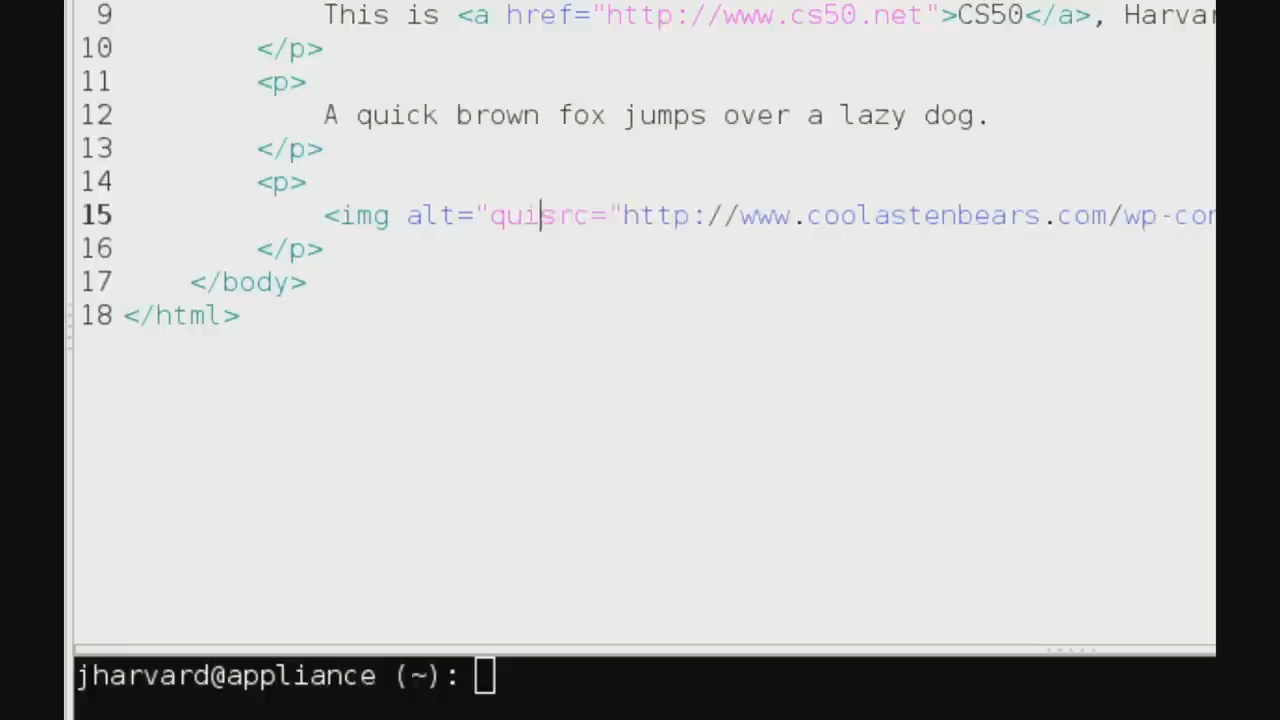 9 This is <a href="http://www.cs50.net">CS50</a>, Harvar
10 </p>
11 <p>
12 A quick brown fox jumps over a lazy dog.
13 </p>
14 <p>
15 <img alt="quisrc="http://www.coolastenbears.com/wp-con
16 </p>
17 </body>
18 </html>
jharvard@appliance (~):